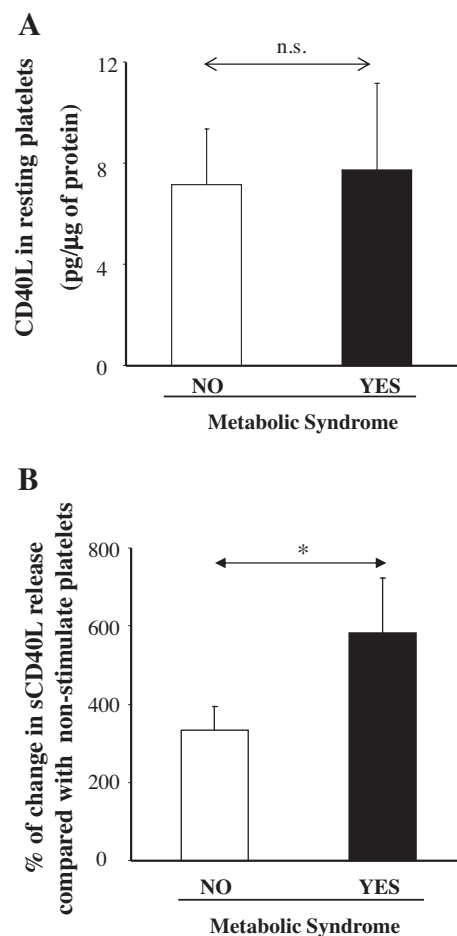 A
n.s.
CD40L in resting platelets
(pg/µg of protein)
12
8
4
0
NO YES
Metabolic Syndrome
B
*
% of change in sCD40L release
compared with non-stimulate platelets
800
600
400
200
0
NO YES
Metabolic Syndrome